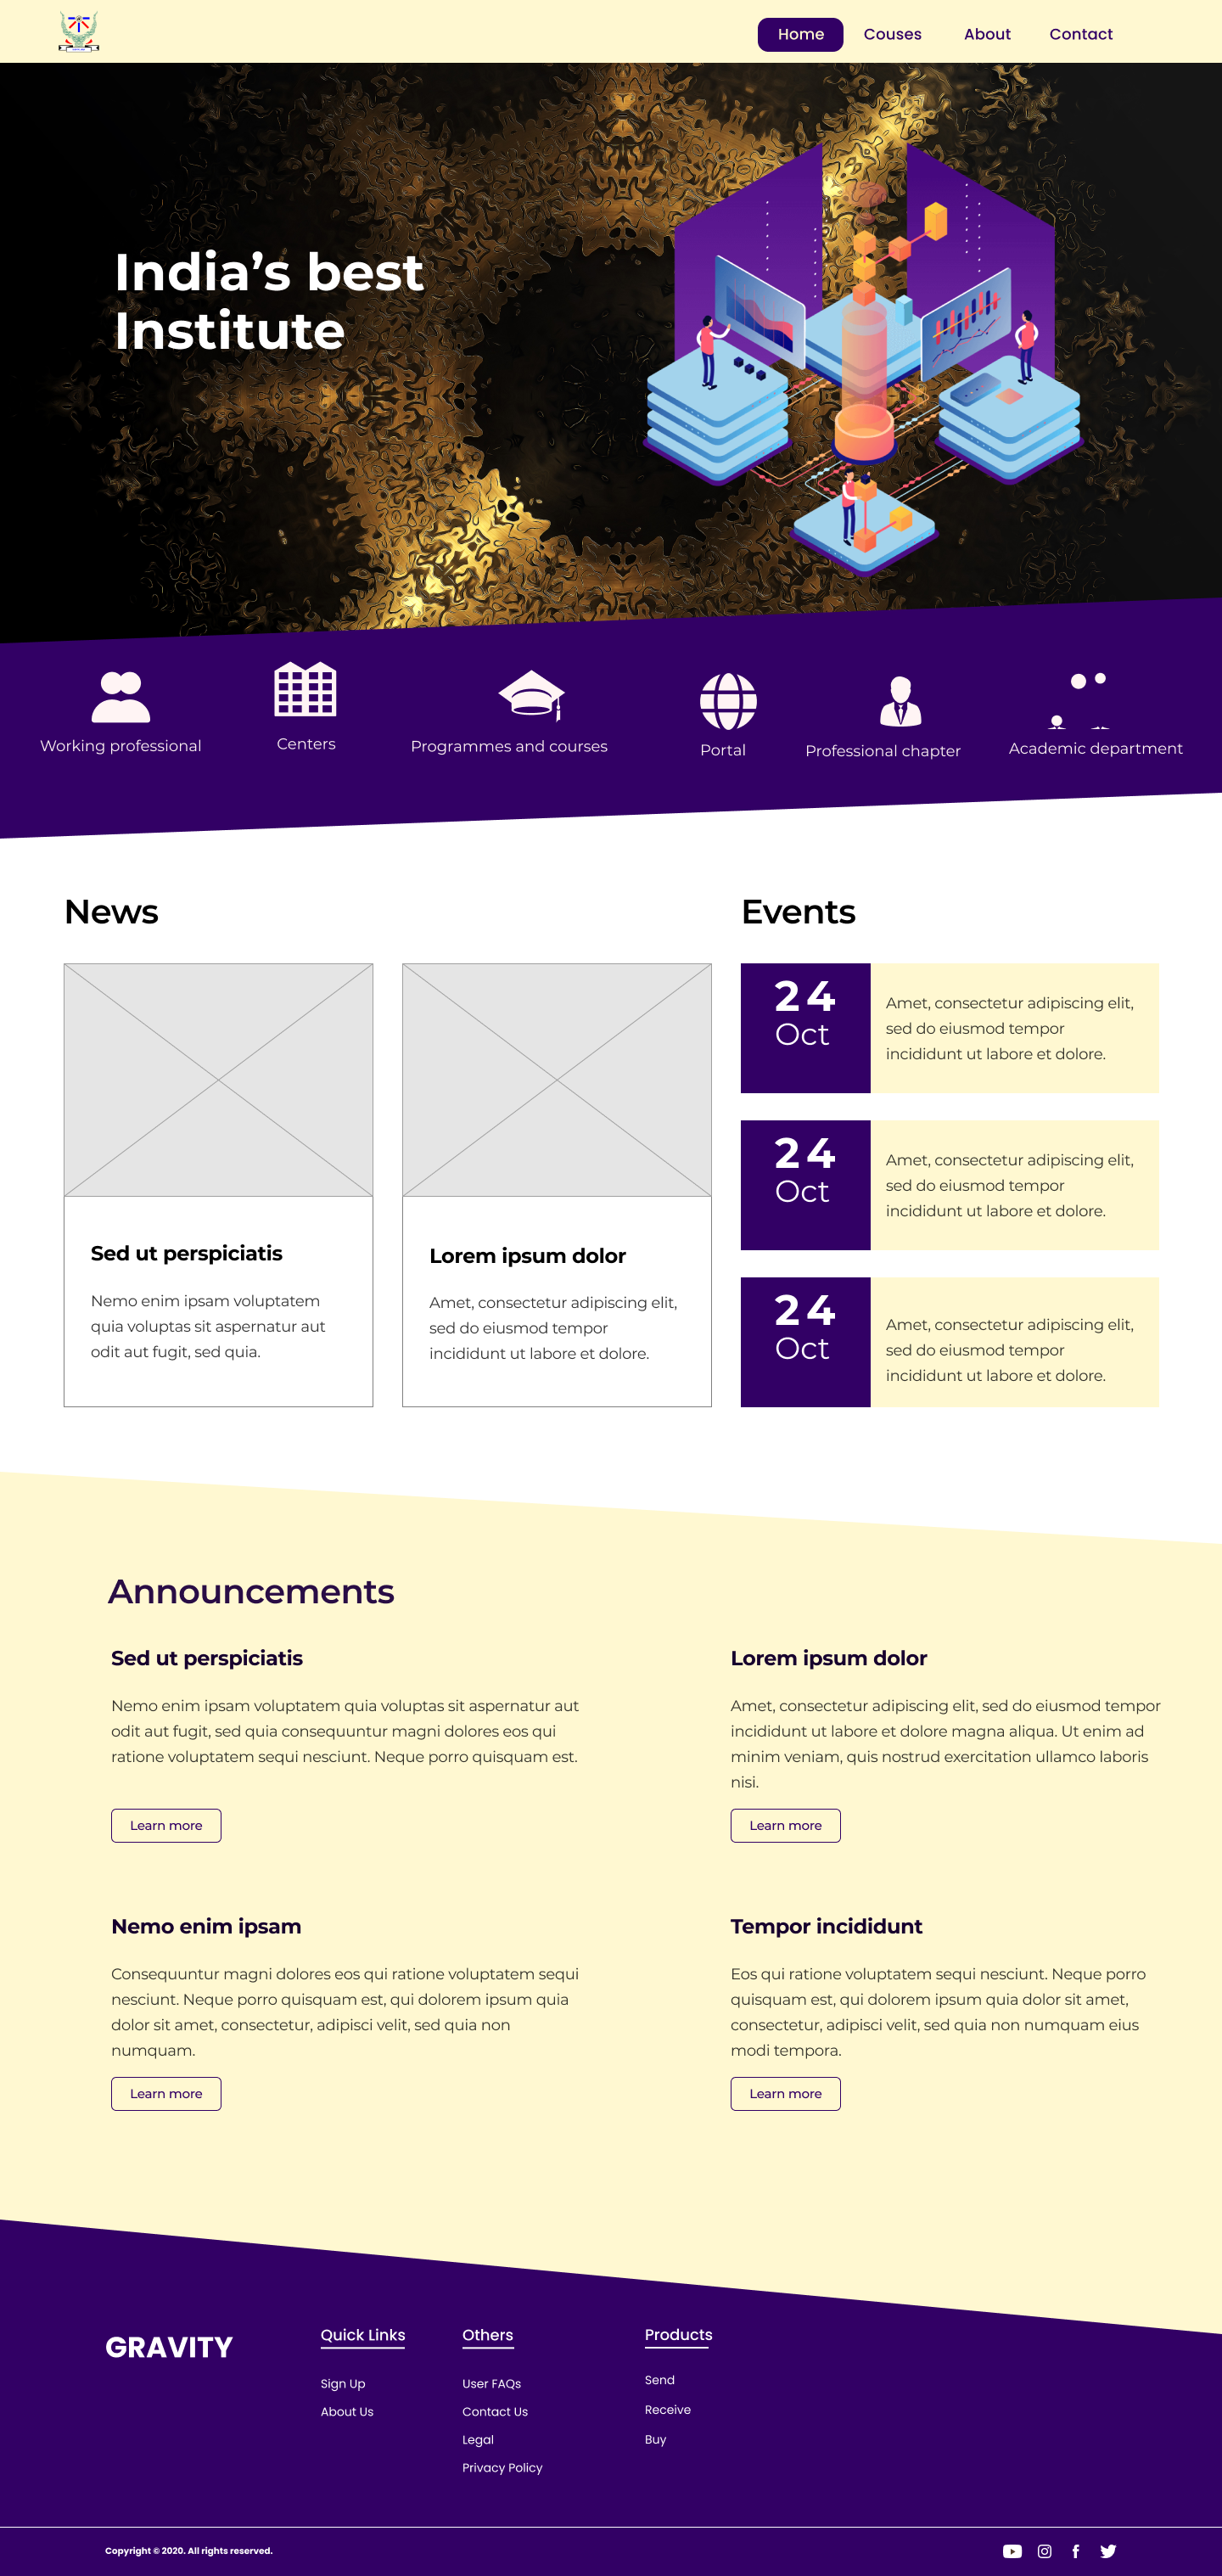 Home Couses About Contact
India's best
Institute
Working professional
Centers
Programmes and courses
Portal
Professional chapter
Academic department
News
Sed ut perspiciatis
Nemo enim ipsam voluptatem
quia voluptas sit aspernatur aut
odit aut fugit, sed quia.
Lorem ipsum dolor
Amet, consectetur adipiscing elit,
sed do eiusmod tempor
incididunt ut labore et dolore.
Events
24
Oct
Amet, consectetur adipiscing elit,
sed do eiusmod tempor
incididunt ut labore et dolore.
24
Oct
Amet, consectetur adipiscing elit,
sed do eiusmod tempor
incididunt ut labore et dolore.
24
Oct
Amet, consectetur adipiscing elit,
sed do eiusmod tempor
incididunt ut labore et dolore.
Announcements
Sed ut perspiciatis
Nemo enim ipsam voluptatem quia voluptas sit aspernatur aut
odit aut fugit, sed quia consequuntur magni dolores eos qui
ratione voluptatem sequi nesciunt. Neque porro quisquam est.
Learn more
Lorem ipsum dolor
Amet, consectetur adipiscing elit, sed do eiusmod tempor
incididunt ut labore et dolore magna aliqua. Ut enim ad
minim veniam, quis nostrud exercitation ullamco laboris
nisi.
Learn more
Nemo enim ipsam
Consequuntur magni dolores eos qui ratione voluptatem sequi
nesciunt. Neque porro quisquam est, qui dolorem ipsum quia
dolor sit amet, consectetur, adipisci velit, sed quia non
numquam.
Learn more
Tempor incididunt
Eos qui ratione voluptatem sequi nesciunt. Neque porro
quisquam est, qui dolorem ipsum quia dolor sit amet,
consectetur, adipisci velit, sed quia non numquam eius
modi tempora.
Learn more
GRAVITY
Quick Links
Sign Up
About Us
Others
User FAQs
Contact Us
Legal
Privacy Policy
Products
Send
Receive
Buy
Copyright © 2020. All rights reserved.